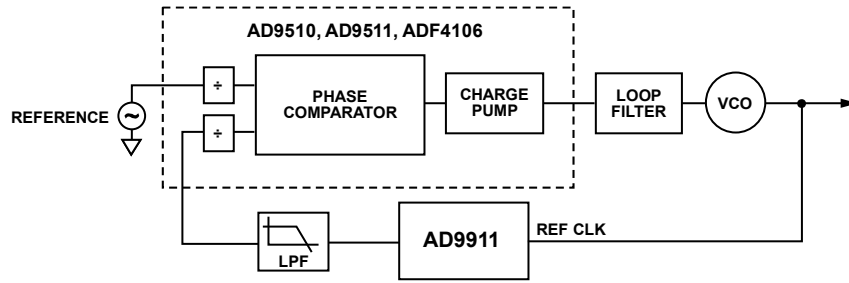 AD9510, AD9511, ADF4106
REFERENCE
÷
÷
PHASE
COMPARATOR
CHARGE
PUMP
LOOP
FILTER
VCO
LPF
AD9911
REF CLK